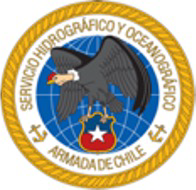 SERVICIO HIDROGRÁFICO Y OCEANOGRÁFICO
ARMADA DE CHILE